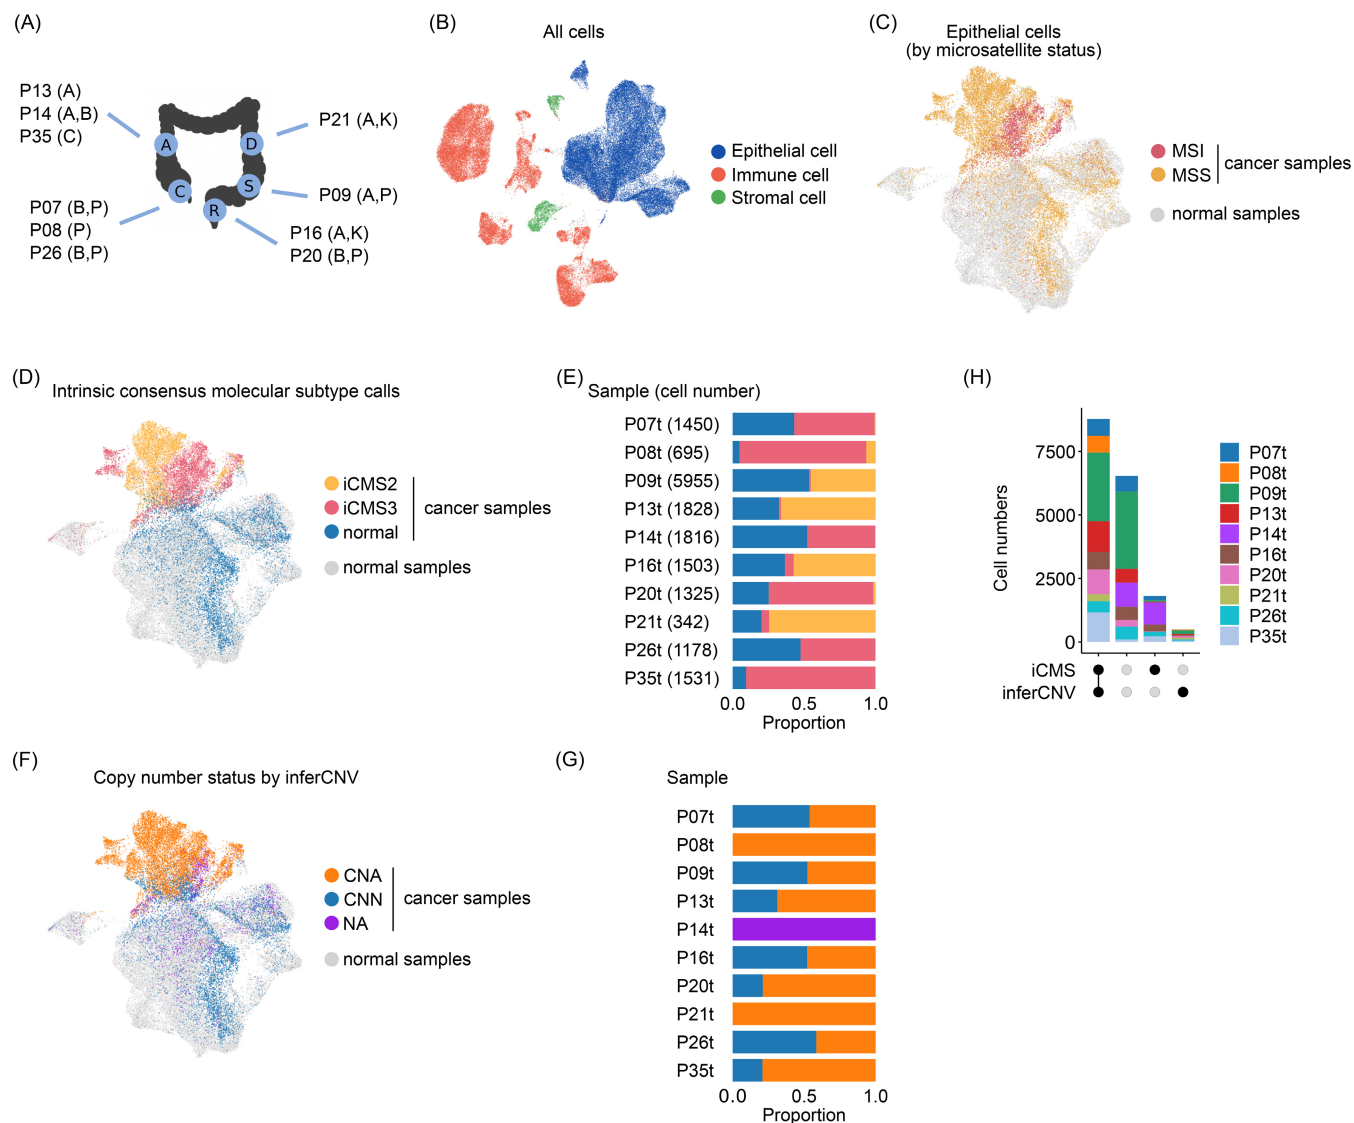 (A)
P13 (A)
P14 (A,B)
P35 (C)
P07 (B,P)
P08 (P)
P26 (B,P)
A
C
R
D
S
P21 (A,K)
P09 (A,P)
P16 (A,K)
P20 (B,P)
(B)
All cells
Epithelial cell
Immune cell
Stromal cell
(C)
Epithelial cells
(by microsatellite status)
MSI
MSS
cancer samples
normal samples
(D)
Intrinsic consensus molecular subtype calls
iCMS2
iCMS3
normal
cancer samples
normal samples
(E)
Sample (cell number)
P07t (1450)
P08t (695)
P09t (5955)
P13t (1828)
P14t (1816)
P16t (1503)
P20t (1325)
P21t (342)
P26t (1178)
P35t (1531)
0.0 0.5 1.0
Proportion
(H)
Cell numbers
7500
5000
2500
0
iCMS
inferCNV
P07t
P08t
P09t
P13t
P14t
P16t
P20t
P21t
P26t
P35t
(F)
Copy number status by inferCNV
CNA
CNN
NA
cancer samples
normal samples
(G)
Sample
P07t
P08t
P09t
P13t
P14t
P16t
P20t
P21t
P26t
P35t
0.0 0.5 1.0
Proportion